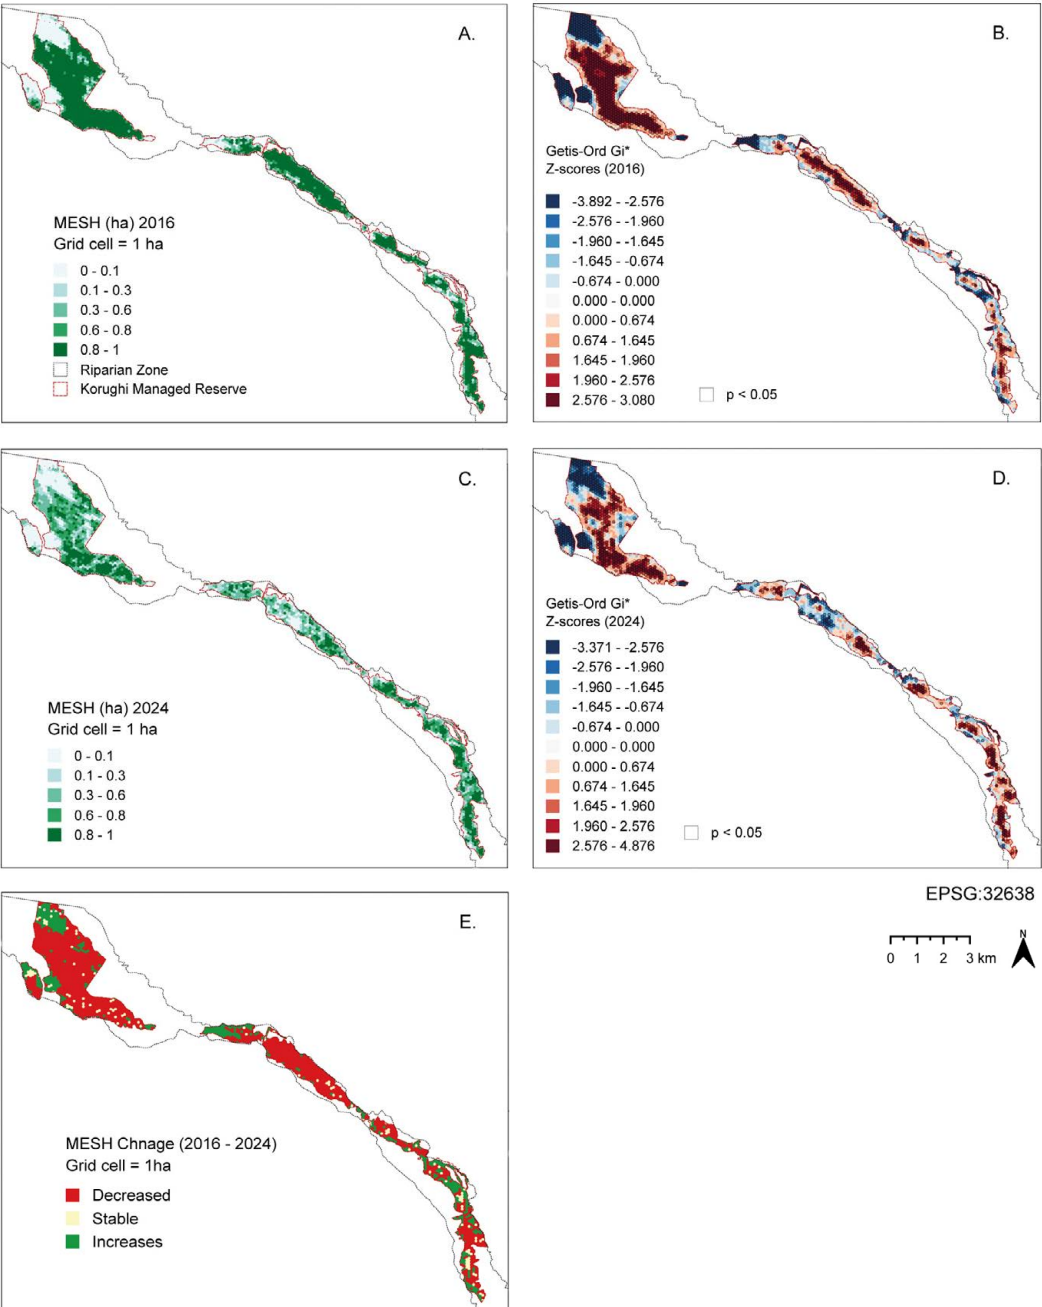 A.
MESH (ha) 2016
Grid cell = 1 ha
0 - 0.1
0.1 - 0.3
0.3 - 0.6
0.6 - 0.8
0.8 - 1
Riparian Zone
Korughi Managed Reserve
B.
Getis-Ord Gi*
Z-scores (2016)
-3.892 - -2.576
-2.576 - -1.960
-1.960 - -1.645
-1.645 - -0.674
-0.674 - 0.000
0.000 - 0.000
0.000 - 0.674
0.674 - 1.645
1.645 - 1.960
1.960 - 2.576
2.576 - 3.080
p < 0.05
C.
MESH (ha) 2024
Grid cell = 1 ha
0 - 0.1
0.1 - 0.3
0.3 - 0.6
0.6 - 0.8
0.8 - 1
D.
Getis-Ord Gi*
Z-scores (2024)
-3.371 - -2.576
-2.576 - -1.960
-1.960 - -1.645
-1.645 - -0.674
-0.674 - 0.000
0.000 - 0.000
0.000 - 0.674
0.674 - 1.645
1.645 - 1.960
1.960 - 2.576
2.576 - 4.876
p < 0.05
E.
MESH Chnage (2016 - 2024)
Grid cell = 1ha
Decreased
Stable
Increases
EPSG:32638
N
0 1 2 3 km